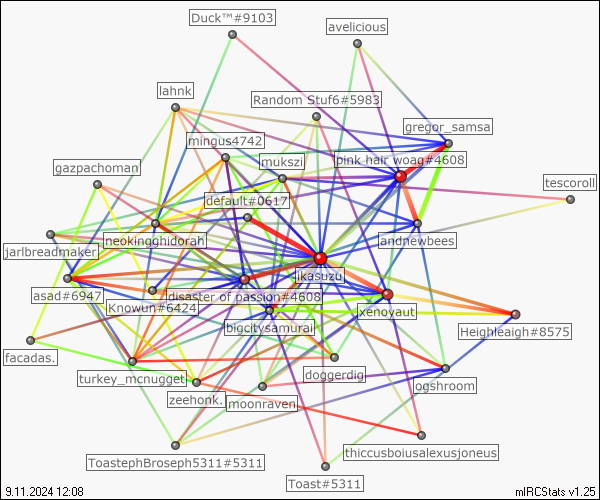 Duck™#9103
avelicious
lahnk
Random Stuf6#5983
gregor_samsa
mingus4742
mukszi
pink hair woag#4608
gazpachoman
tescoroll
default#0617
neokingghidorah
andnewbees
jarlbreadmaker
ikasuzu
asad#6947
disaster of passion#4608
Knowun#6424
xenoyaut
bigcitysamurai
Heighleaigh#8575
facadas.
turkey_mcnugget
doggerdig
ogshroom
zeehonk.
moonraven
thiccusboiusalexusjoneus
ToastephBroseph5311#5311
Toast#5311
9.11.2024 12:08
mIRCStats v1.25